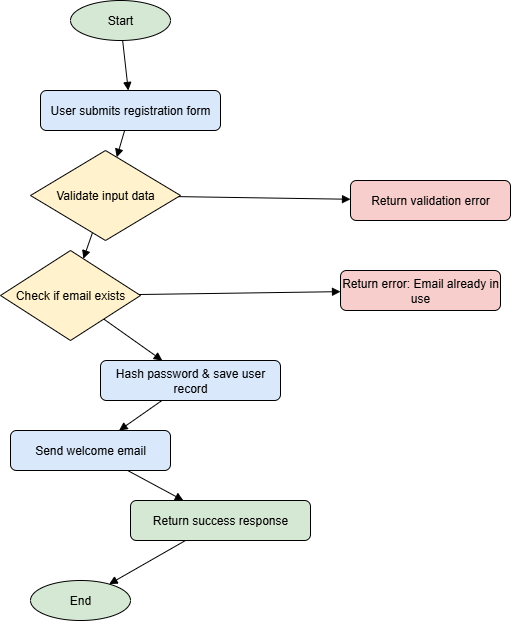 Start
User submits registration form
Validate input data
Return validation error
Check if email exists
Return error: Email already in
use
Hash password & save user
record
Send welcome email
Return success response
End